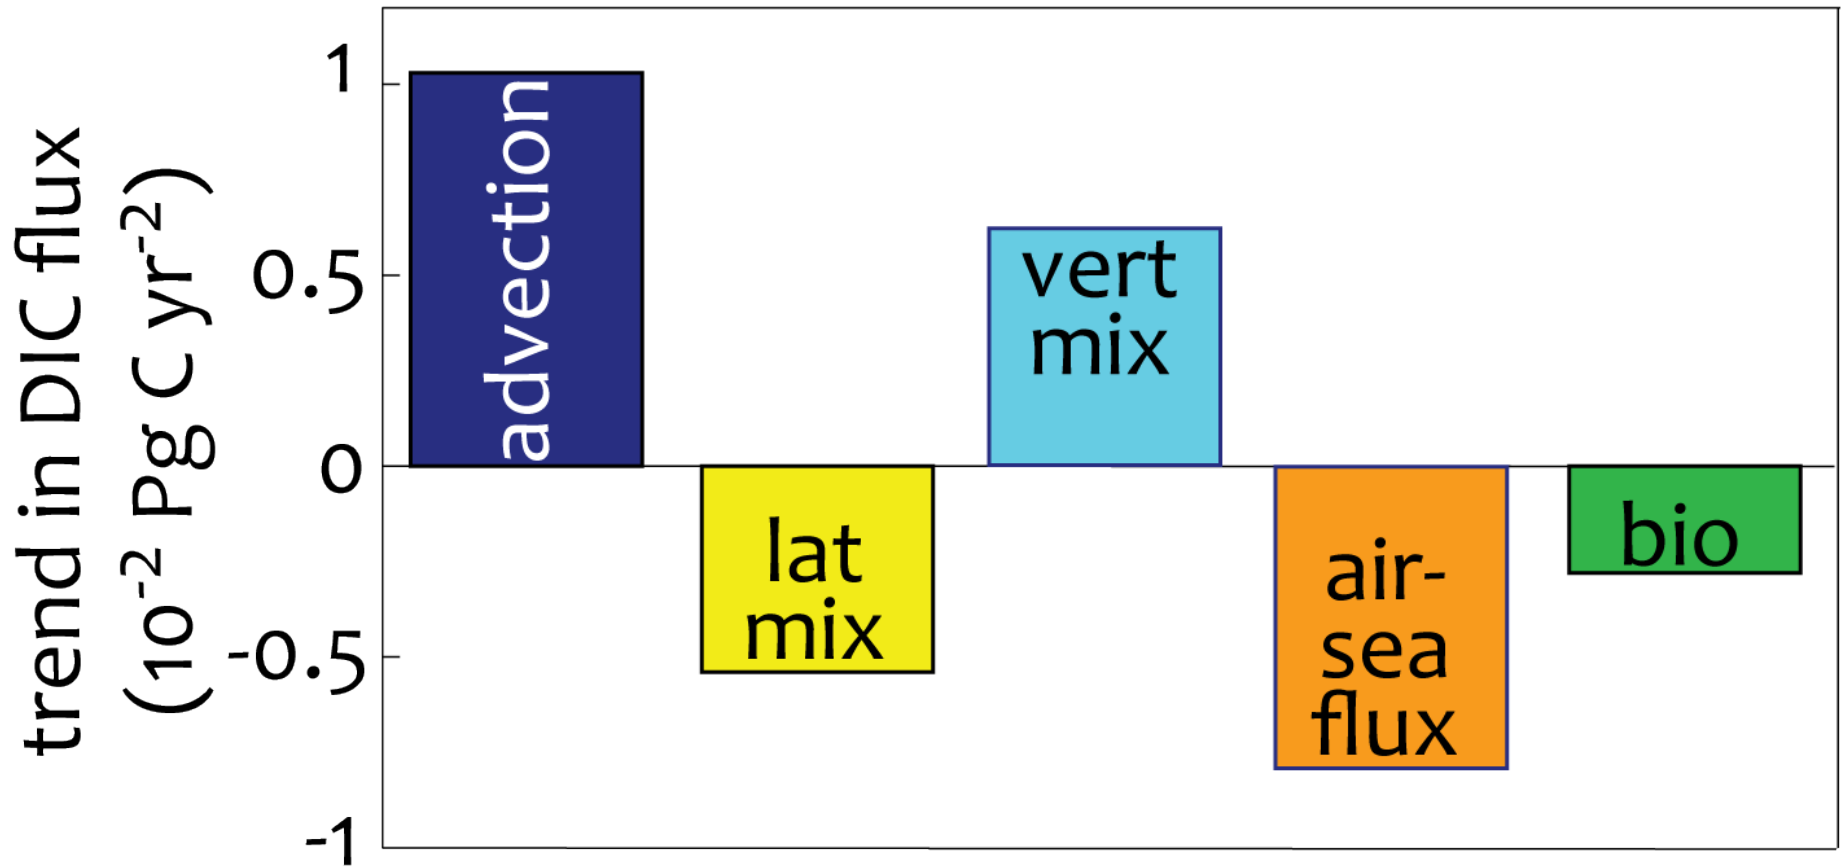 trend in DIC flux
(10⁻² Pg C yr⁻²)
1
0.5
0
-0.5
-1
advection
lat
mix
vert
mix
air-
sea
flux
bio